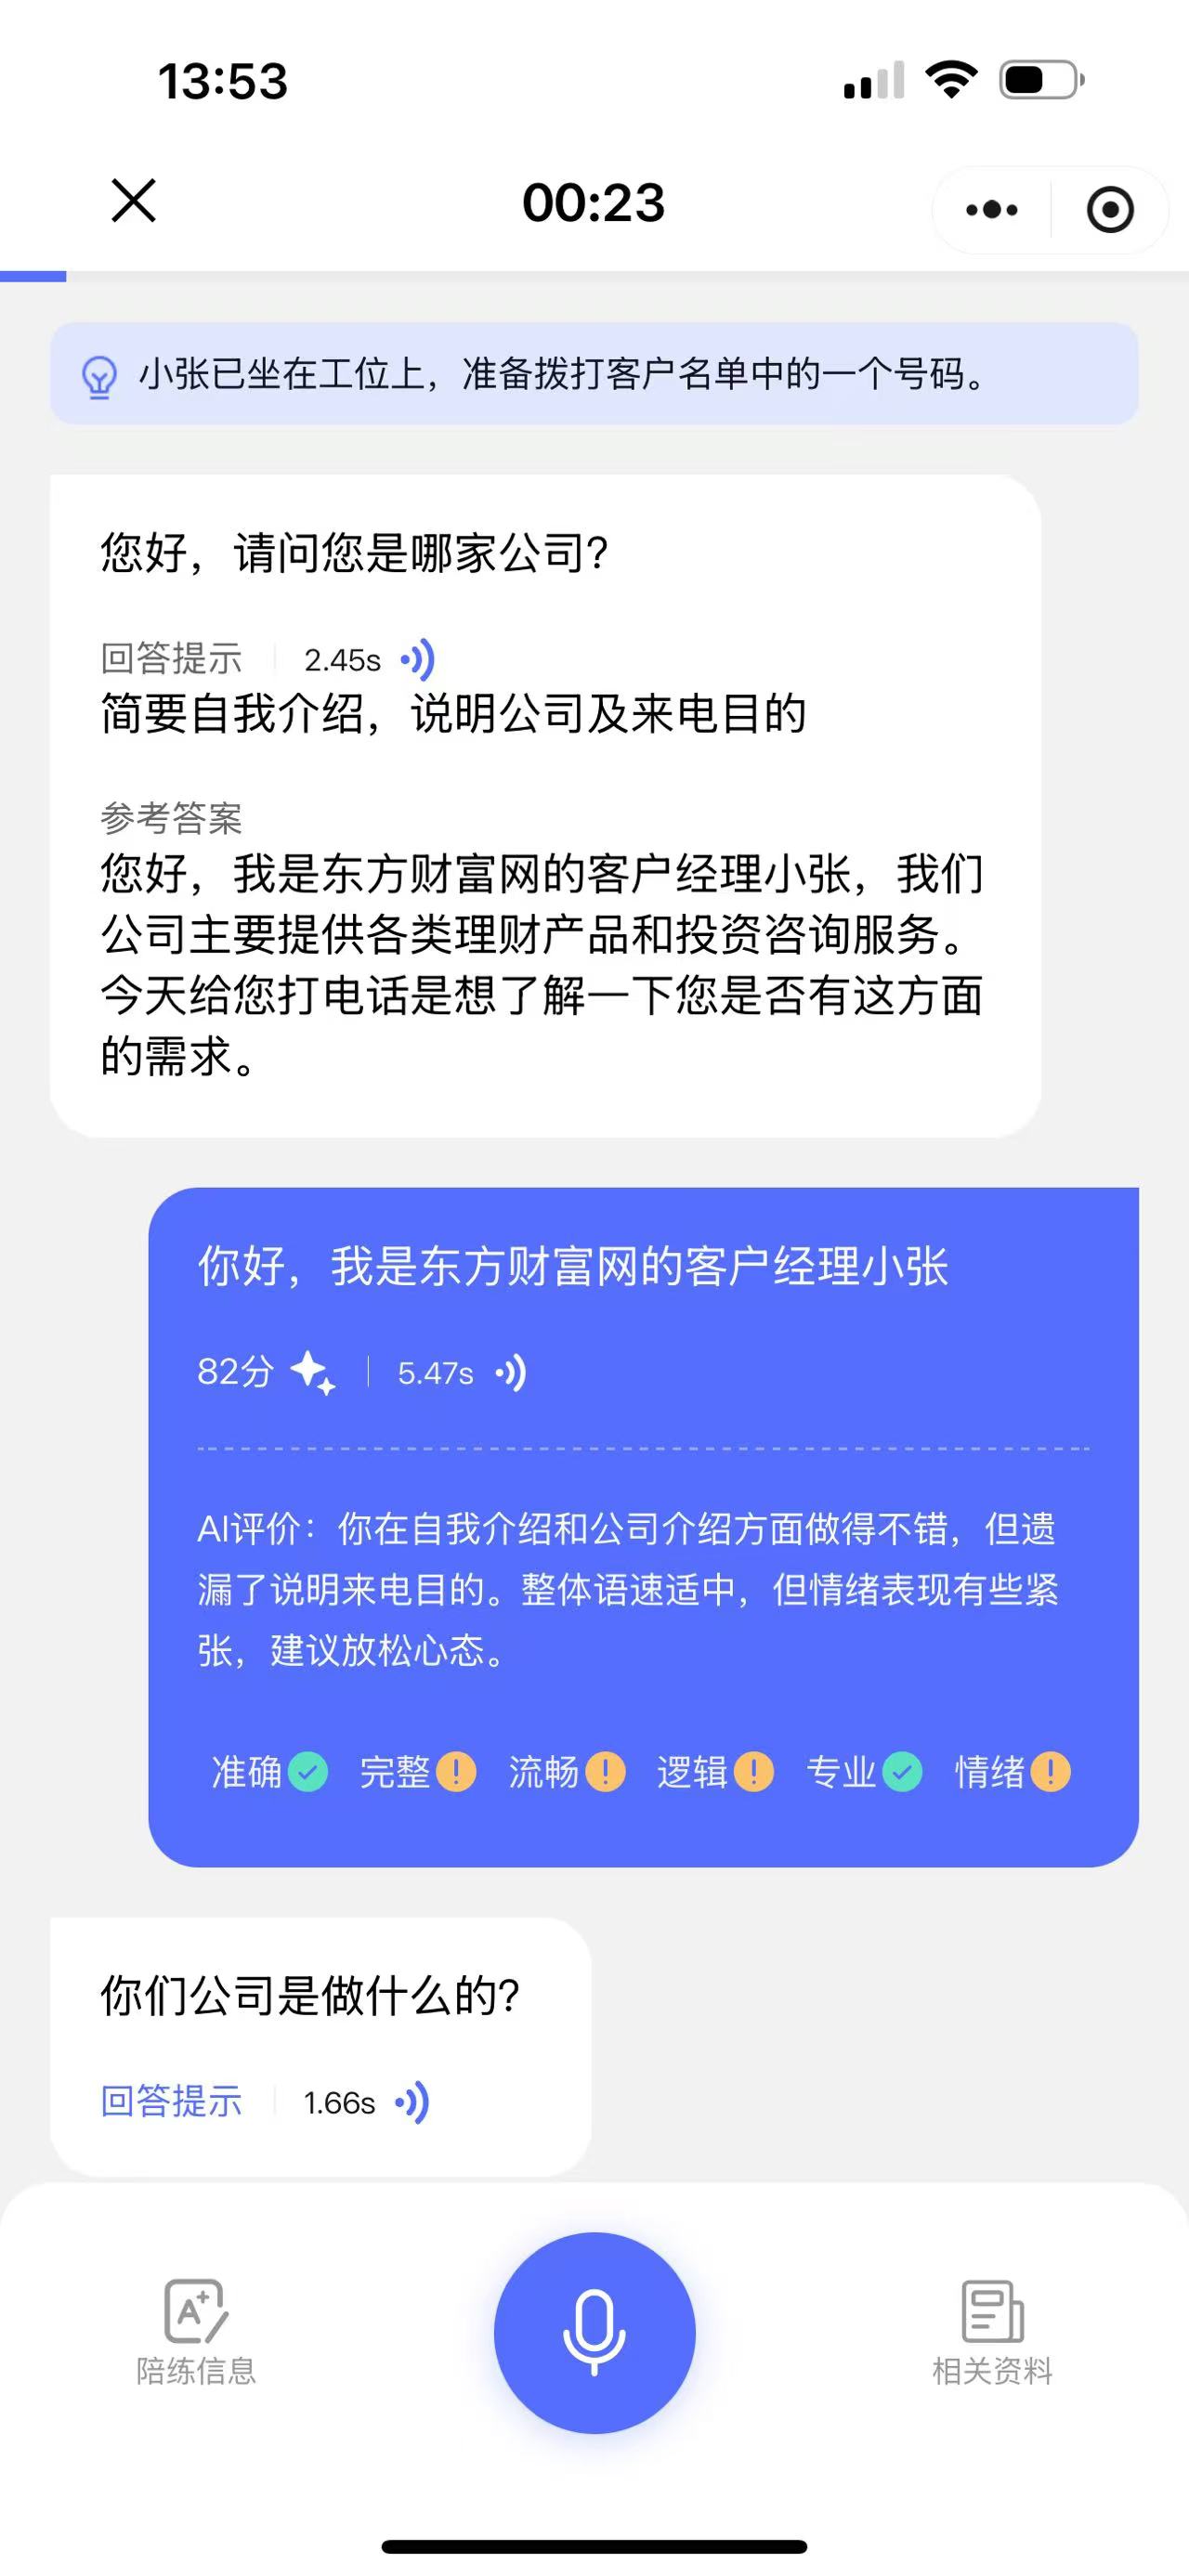 13:53
00:23
小张已坐在工位上，准备拨打客户名单中的一个号码。
您好，请问您是哪家公司？
回答提示 2.45s
简要自我介绍，说明公司及来电目的
参考答案
您好，我是东方财富网的客户经理小张，我们
公司主要提供各类理财产品和投资咨询服务。
今天给您打电话是想了解一下您是否有这方面
的需求。
你好，我是东方财富网的客户经理小张
82分 5.47s
AI评价：你在自我介绍和公司介绍方面做得不错，但遗
漏了说明来电目的。整体语速适中，但情绪表现有些紧
张，建议放松心态。
准确 完整 流畅 逻辑 专业 情绪
你们公司是做什么的？
回答提示 1.66s
陪练信息 相关资料